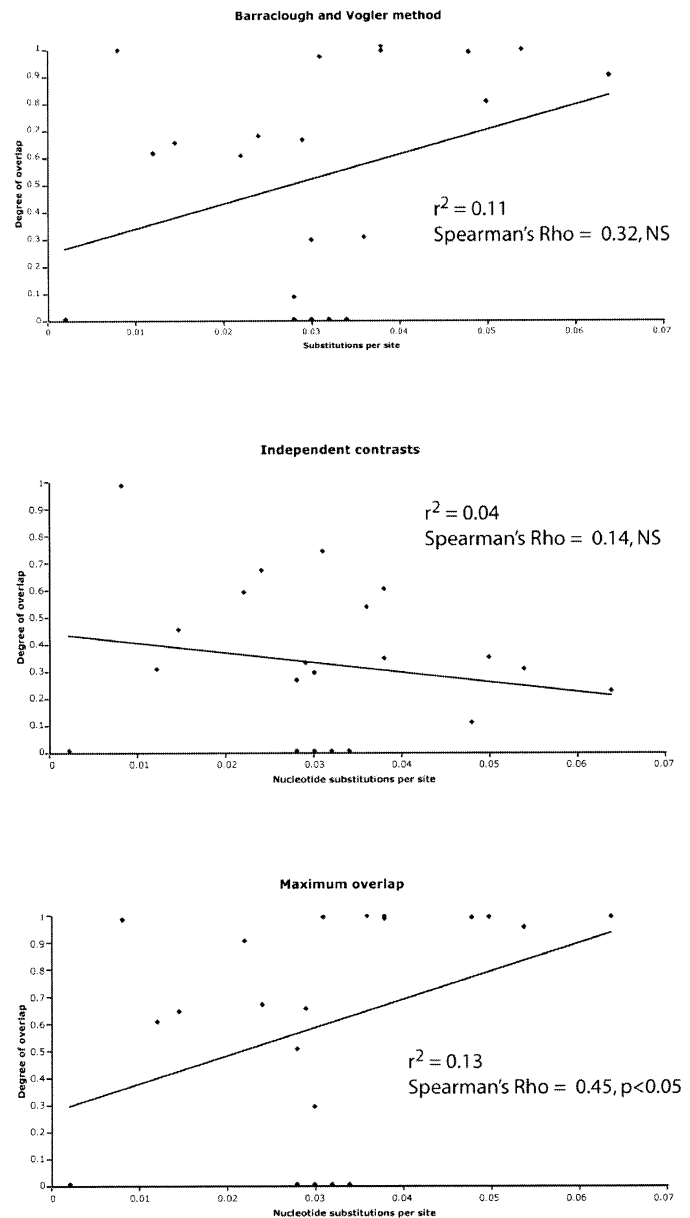 Barraclough and Vogler method
1
0.9
0.8
0.7
0.6
0.5
0.4
0.3
0.2
0.1
0
Degree of overlap
r2 = 0.11
Spearman's Rho = 0.32, NS
0 0.01 0.02 0.03 0.04 0.05 0.06 0.07
Substitutions per site
Independent contrasts
1
0.9
0.8
0.7
0.6
0.5
0.4
0.3
0.2
0.1
0
Degree of overlap
r2 = 0.04
Spearman's Rho = 0.14, NS
0 0.01 0.02 0.03 0.04 0.05 0.06 0.07
Nucleotide substitutions per site
Maximum overlap
1
0.9
0.8
0.7
0.6
0.5
0.4
0.3
0.2
0.1
0
Degree of overlap
r2 = 0.13
Spearman's Rho = 0.45, p<0.05
0 0.01 0.02 0.03 0.04 0.05 0.06 0.07
Nucleotide substitutions per site